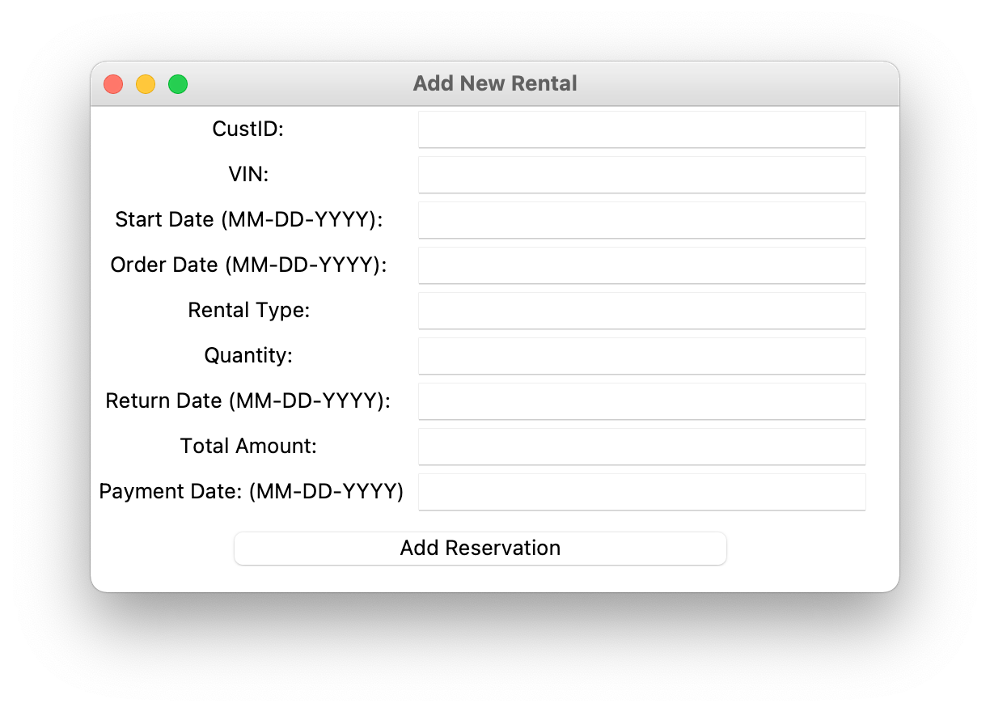 Add New Rental
CustID:
VIN:
Start Date (MM-DD-YYYY):
Order Date (MM-DD-YYYY):
Rental Type:
Quantity:
Return Date (MM-DD-YYYY):
Total Amount:
Payment Date: (MM-DD-YYYY)
Add Reservation